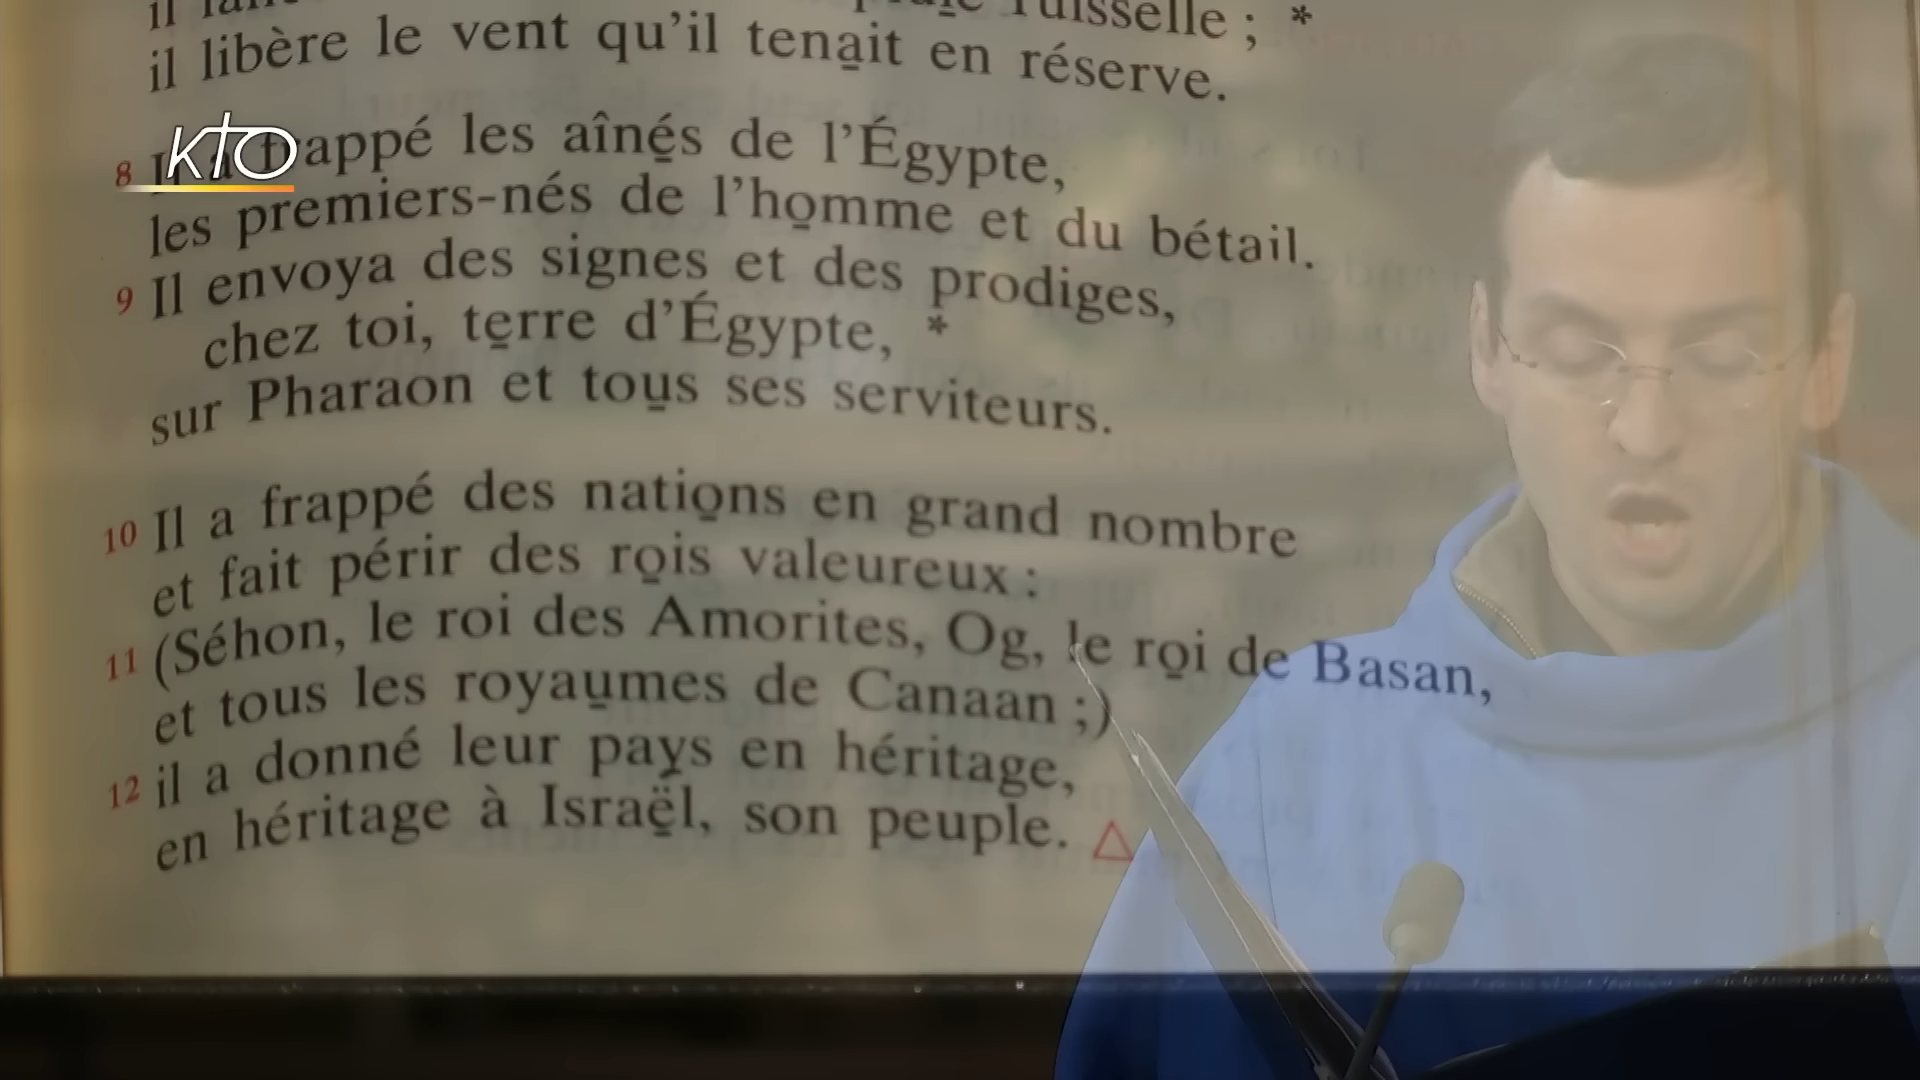 il
ruisselle ; *
il libère le vent qu’il tenait en réserve.
KTO
8 Il a frappé les aînés de l’Égypte,
les premiers-nés de l’homme et du bétail.
9 Il envoya des signes et des prodiges,
chez toi, terre d’Égypte, *
sur Pharaon et tous ses serviteurs.
10 Il a frappé des nations en grand nombre
et fait périr des rois valeureux :
11 (Séhon, le roi des Amorites, Og, le roi de Basan,
et tous les royaumes de Canaan ;)
12 il a donné leur pays en héritage,
en héritage à Israël, son peuple. △